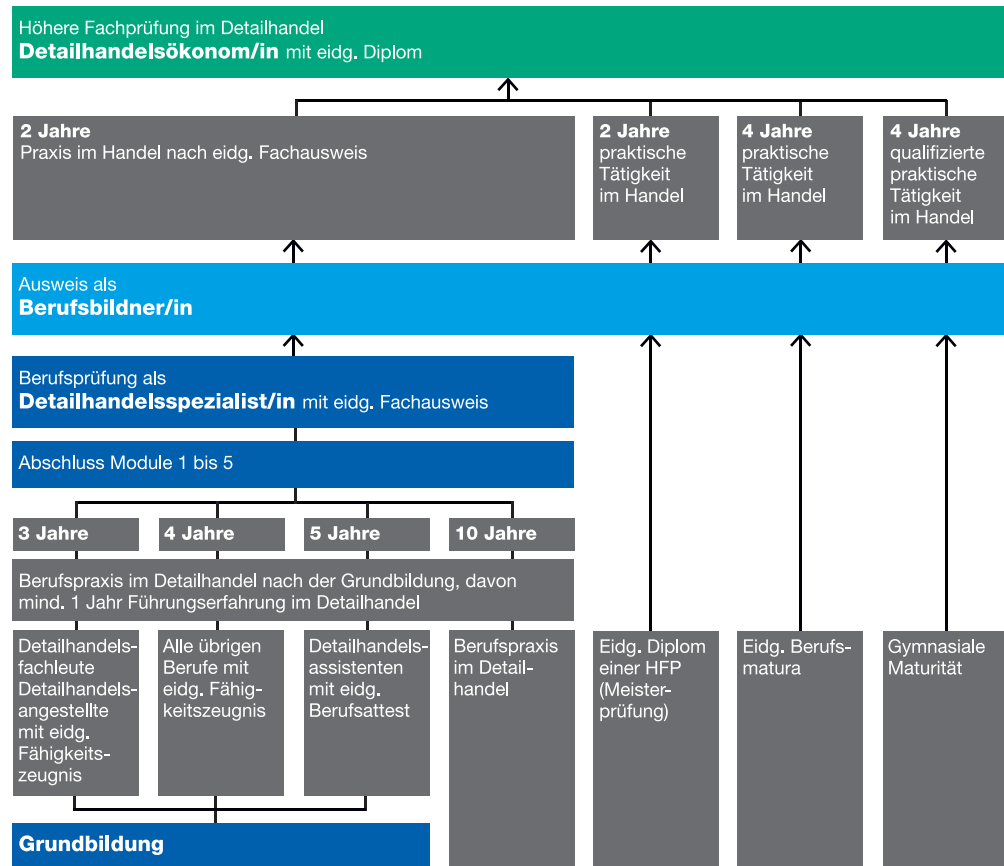 Höhere Fachprüfung im Detailhandel
Detailhandelsökonom/in mit eidg. Diplom
2 Jahre
Praxis im Handel nach eidg. Fachausweis
2 Jahre
praktische
Tätigkeit
im Handel
4 Jahre
praktische
Tätigkeit
im Handel
4 Jahre
qualifizierte
praktische
Tätigkeit
im Handel
Ausweis als
Berufsbildner/in
Berufsprüfung als
Detailhandelsspezialist/in mit eidg. Fachausweis
Abschluss Module 1 bis 5
3 Jahre
4 Jahre
5 Jahre
10 Jahre
Berufspraxis im Detailhandel nach der Grundbildung, davon
mind. 1 Jahr Führungserfahrung im Detailhandel
Detailhandels-
fachleute
Detailhandels-
angestellte
mit eidg.
Fähigkeits-
zeugnis
Alle übrigen
Berufe mit
eidg. Fähig-
keitszeugnis
Detailhandels-
assistenten
mit eidg.
Berufsattest
Berufspraxis
im Detail-
handel
Eidg. Diplom
einer HFP
(Meister-
prüfung)
Eidg. Berufs-
matura
Gymnasiale
Maturität
Grundbildung